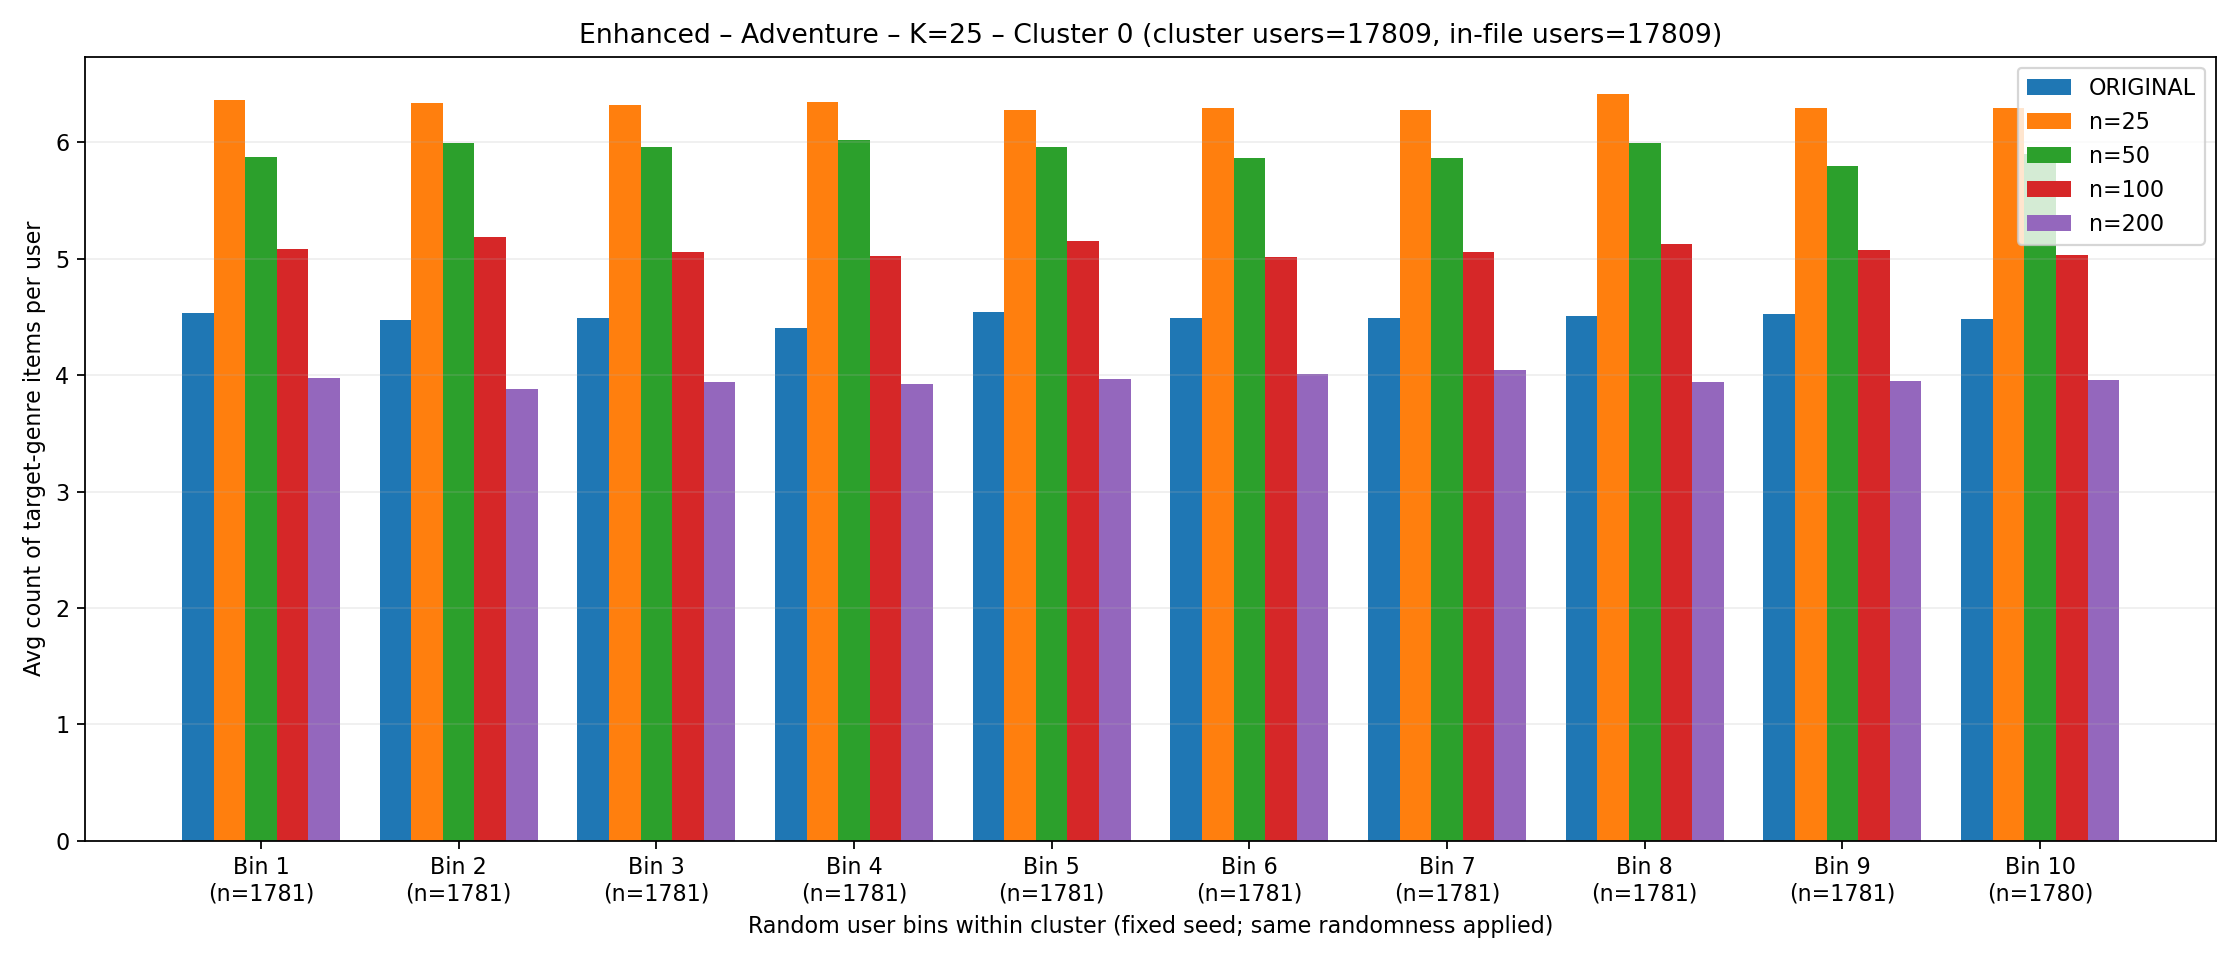 Enhanced – Adventure – K=25 – Cluster 0 (cluster users=17809, in-file users=17809)
ORIGINAL
n=25
n=50
n=100
n=200
Avg count of target-genre items per user
6
5
4
3
2
1
0
Bin 1 Bin 2 Bin 3 Bin 4 Bin 5 Bin 6 Bin 7 Bin 8 Bin 9 Bin 10
(n=1781) (n=1781) (n=1781) (n=1781) (n=1781) (n=1781) (n=1781) (n=1781) (n=1781) (n=1780)
Random user bins within cluster (fixed seed; same randomness applied)